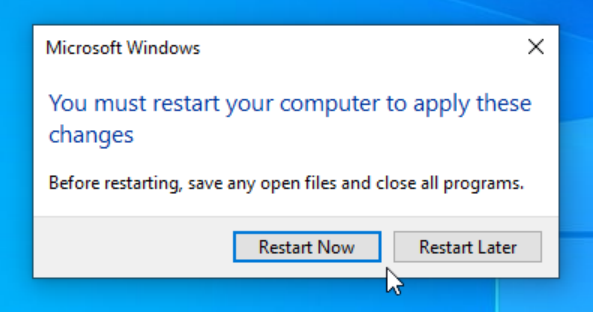 Microsoft Windows
You must restart your computer to apply these
changes
Before restarting, save any open files and close all programs.
Restart Now
Restart Later